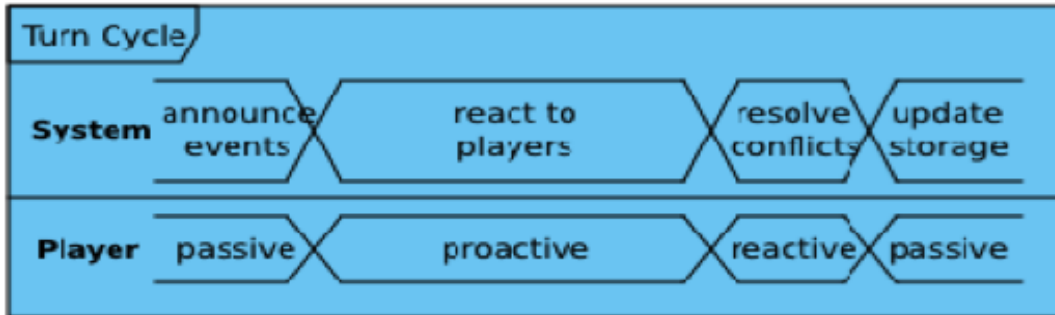 Turn Cycle
System
announce
events
react to
players
resolve
conflicts
update
storage
Player
passive
proactive
reactive
passive